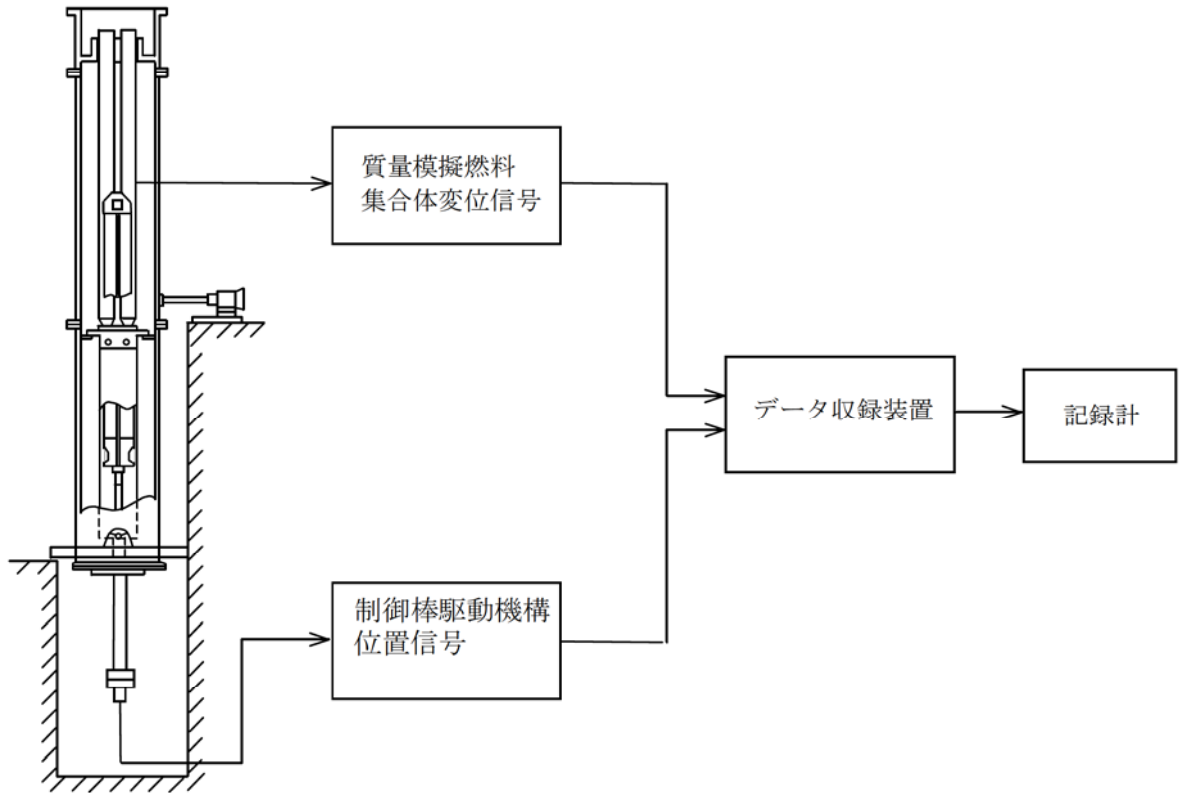 質量模擬燃料
集合体変位信号
データ収録装置
記録計
制御棒駆動機構
位置信号